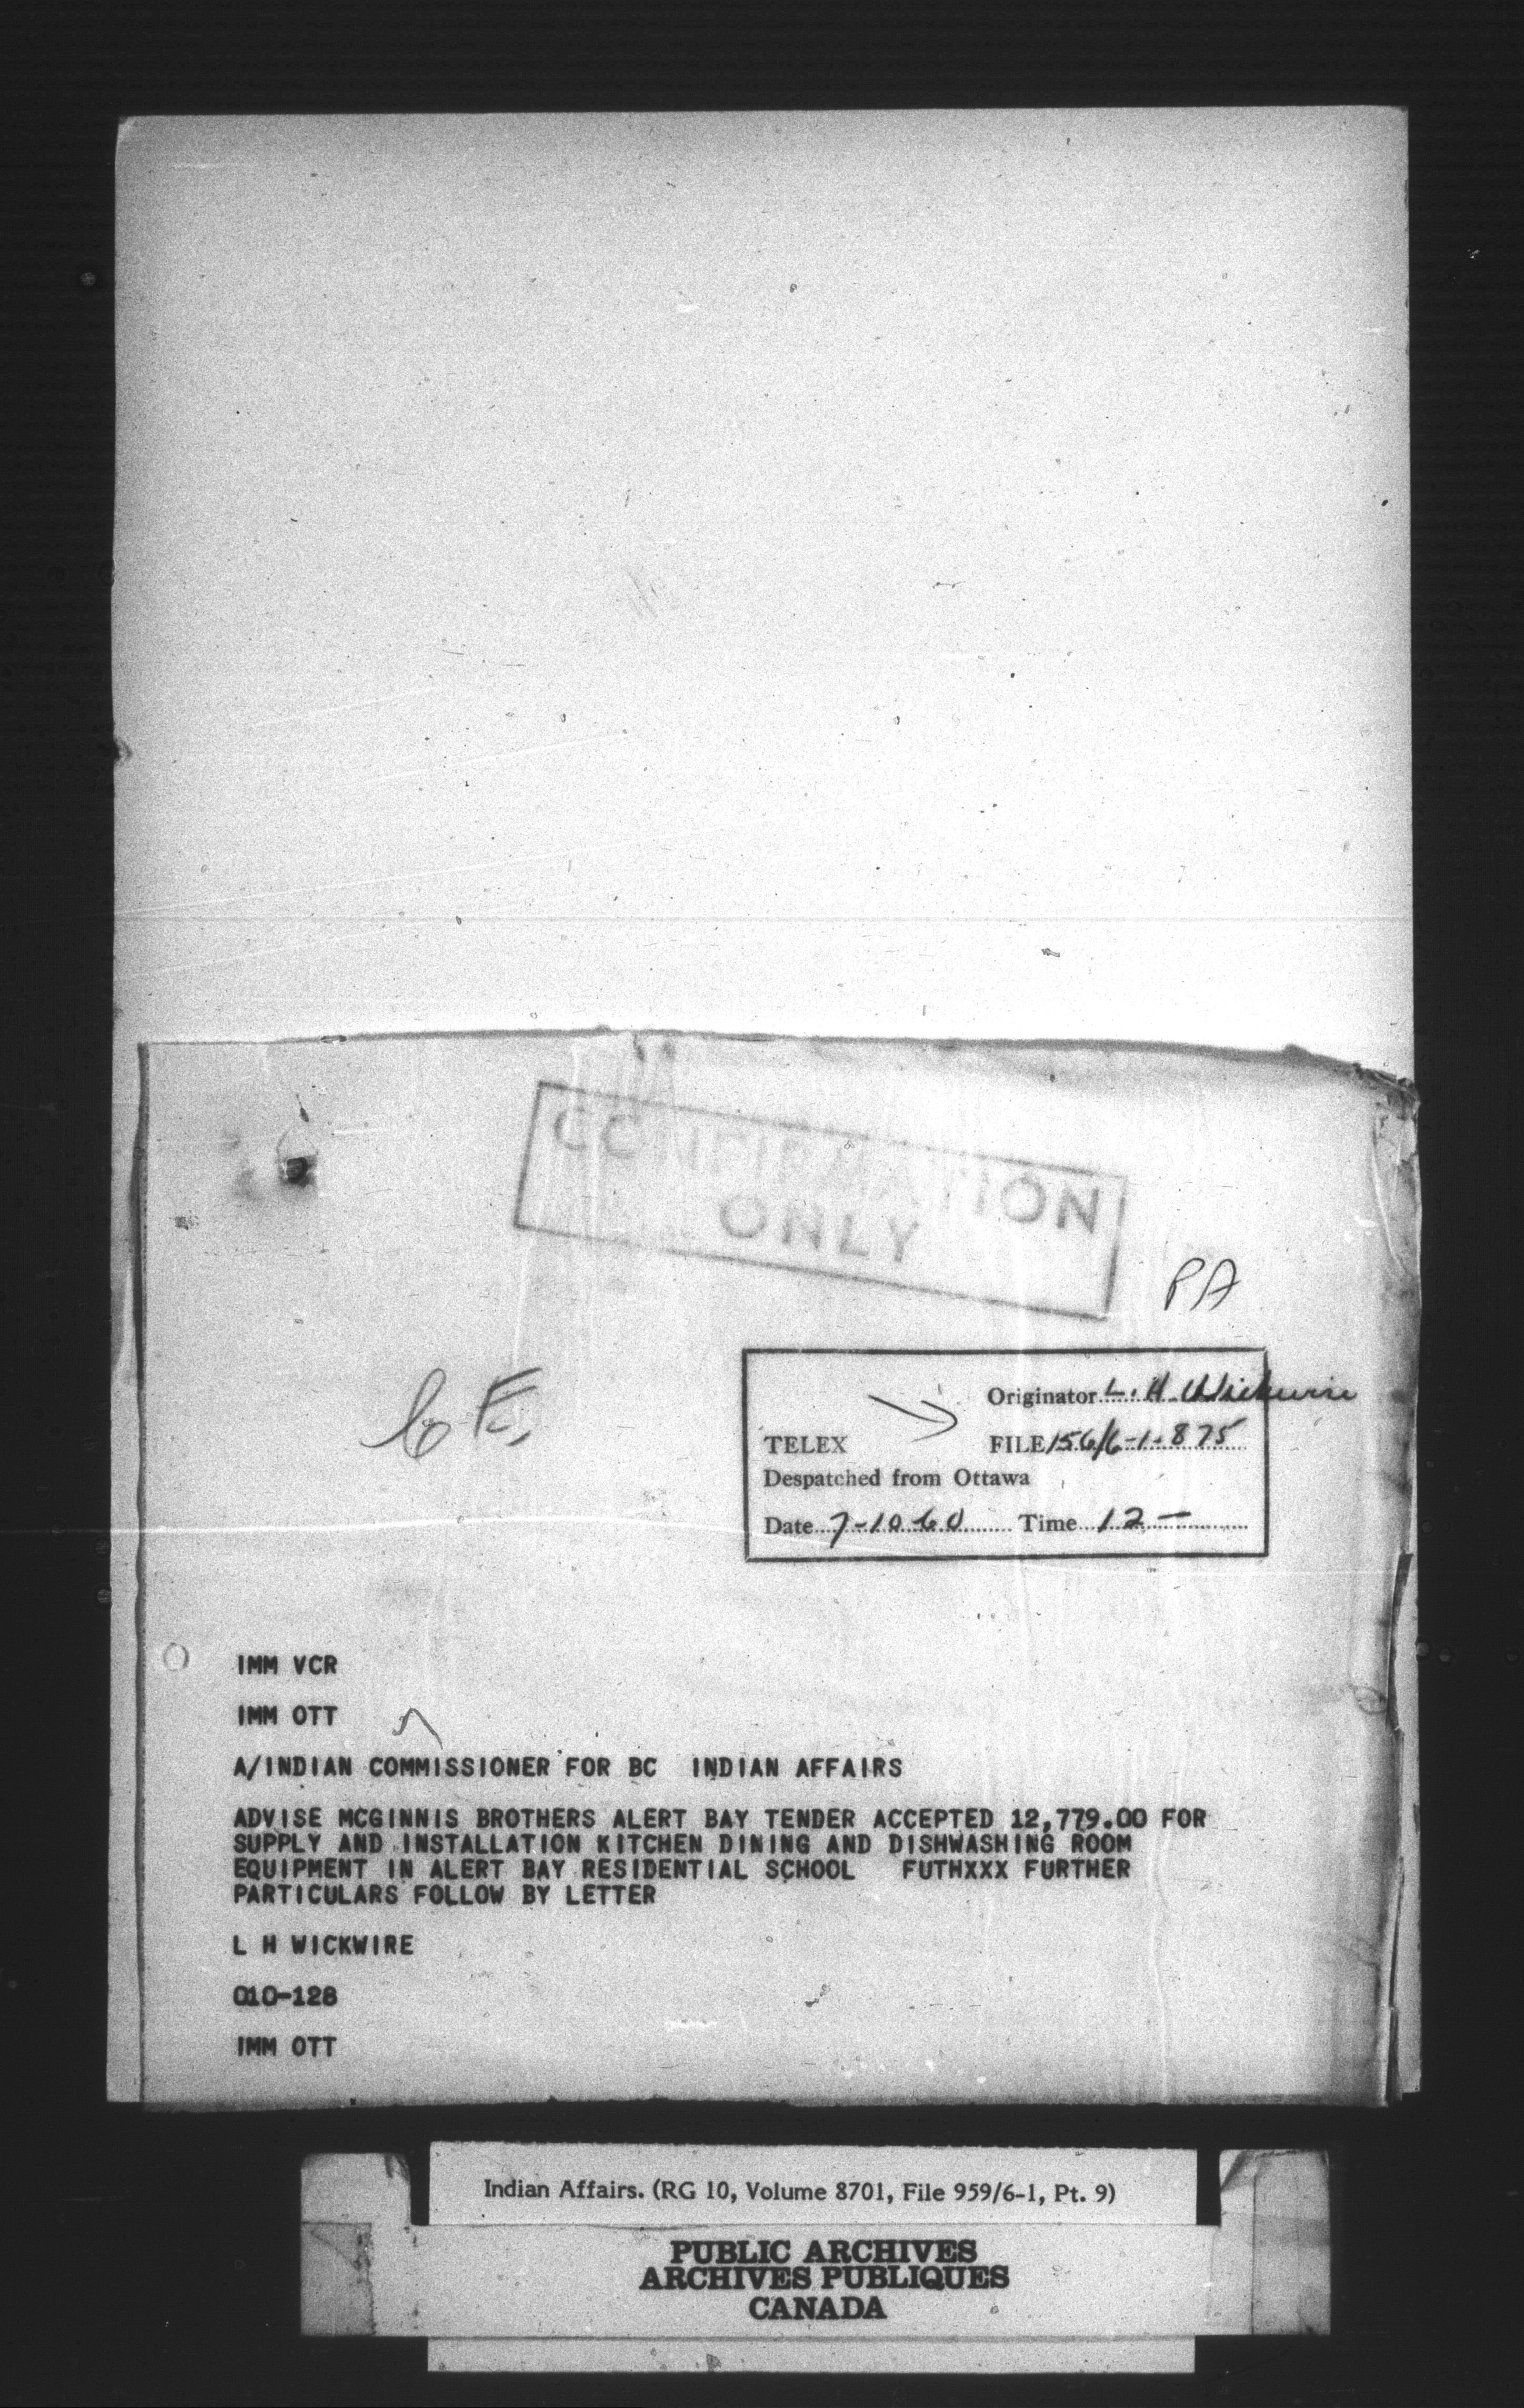 CONFIRMATION
ONLY
PA
Originator L. H. Wickwire
TELEX FILE 156/6-1-875
Despatched from Ottawa
Date 7-10-60 Time 12 —
IMM VCR
IMM OTT
A/INDIAN COMMISSIONER FOR BC INDIAN AFFAIRS
ADVISE MCGINNIS BROTHERS ALERT BAY TENDER ACCEPTED 12,779.00 FOR
SUPPLY AND INSTALLATION KITCHEN DINING AND DISHWASHING ROOM
EQUIPMENT IN ALERT BAY RESIDENTIAL SCHOOL FUTHXXX FURTHER
PARTICULARS FOLLOW BY LETTER
L H WICKWIRE
010-128
IMM OTT
Indian Affairs. (RG 10, Volume 8701, File 959/6-1, Pt. 9)
PUBLIC ARCHIVES
ARCHIVES PUBLIQUES
CANADA